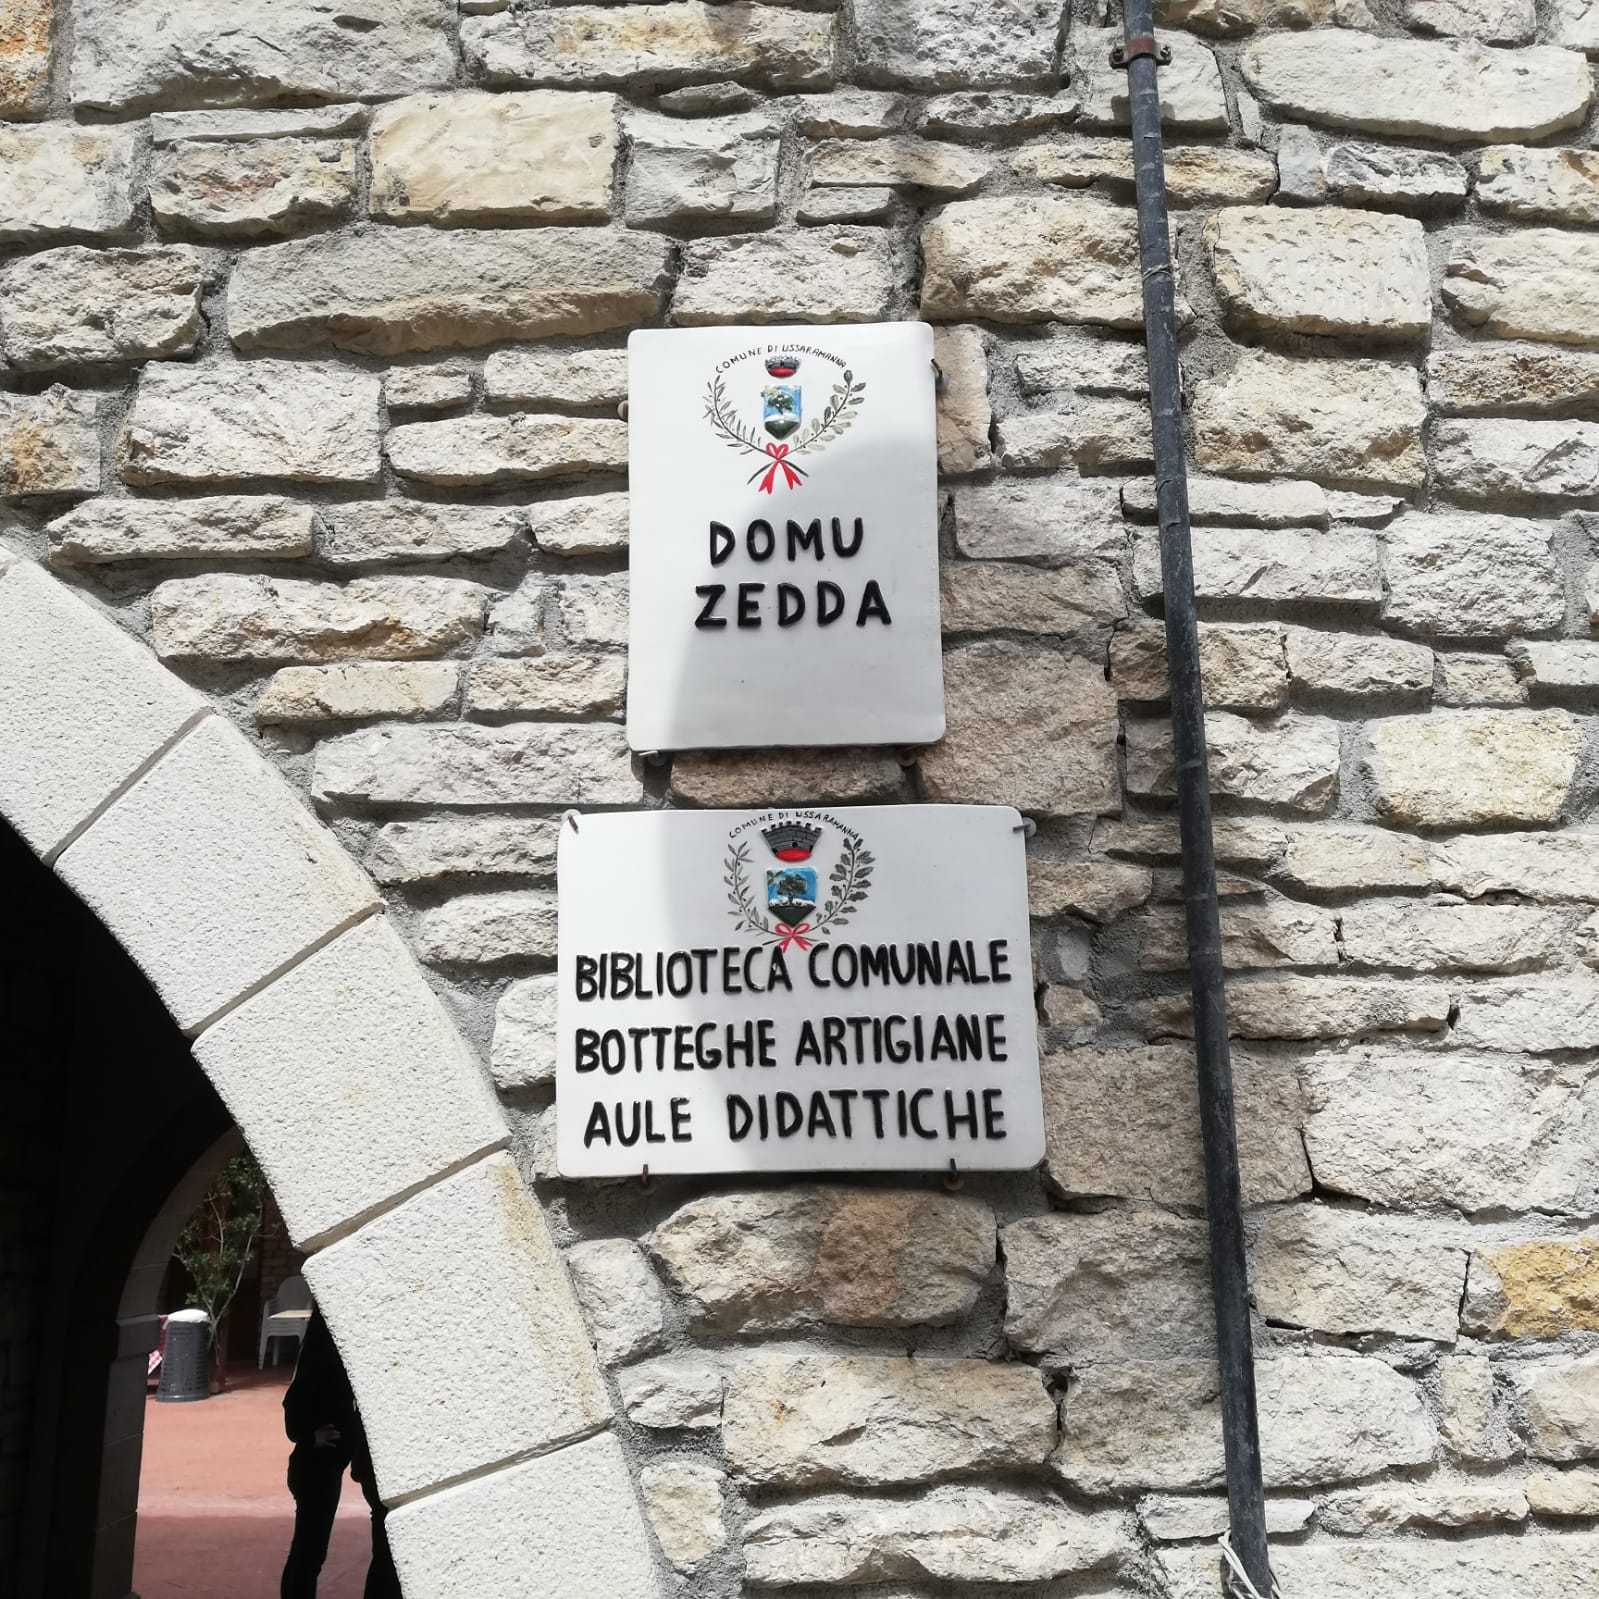 COMUNE DI USSARAMANNA
DOMU
ZEDDA
COMUNE DI USSARAMANNA
BIBLIOTECA COMUNALE
BOTTEGHE ARTIGIANE
AULE DIDATTICHE